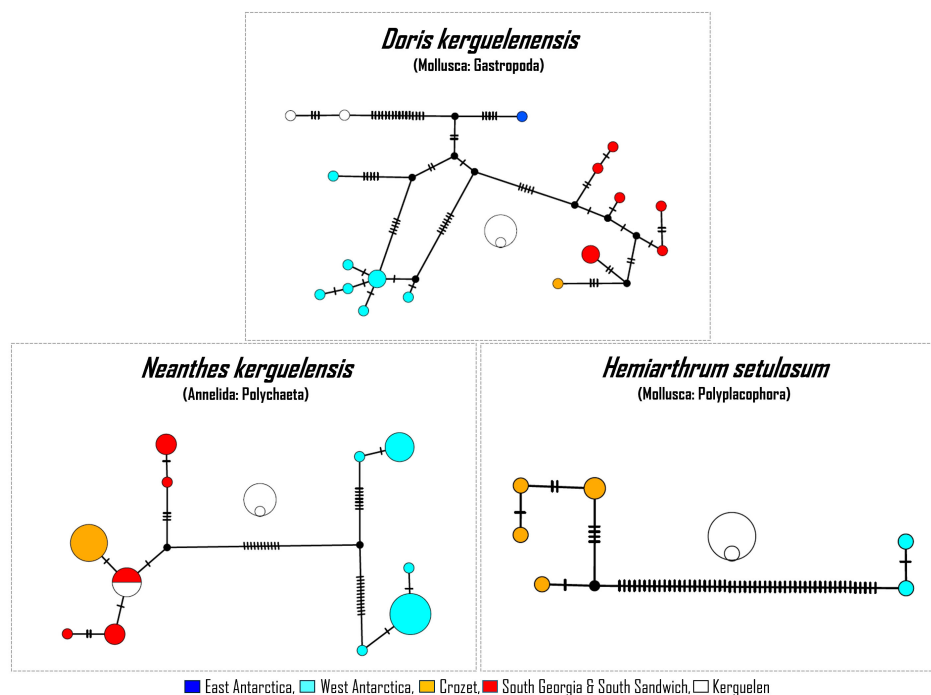 Doris kerguelenensis
(Mollusca: Gastropoda)
Neanthes kerguelensis
(Annelida: Polychaeta)
Hemiarthrum setulosum
(Mollusca: Polyplacophora)
East Antarctica, West Antarctica, Crozet, South Georgia & South Sandwich, Kerguelen